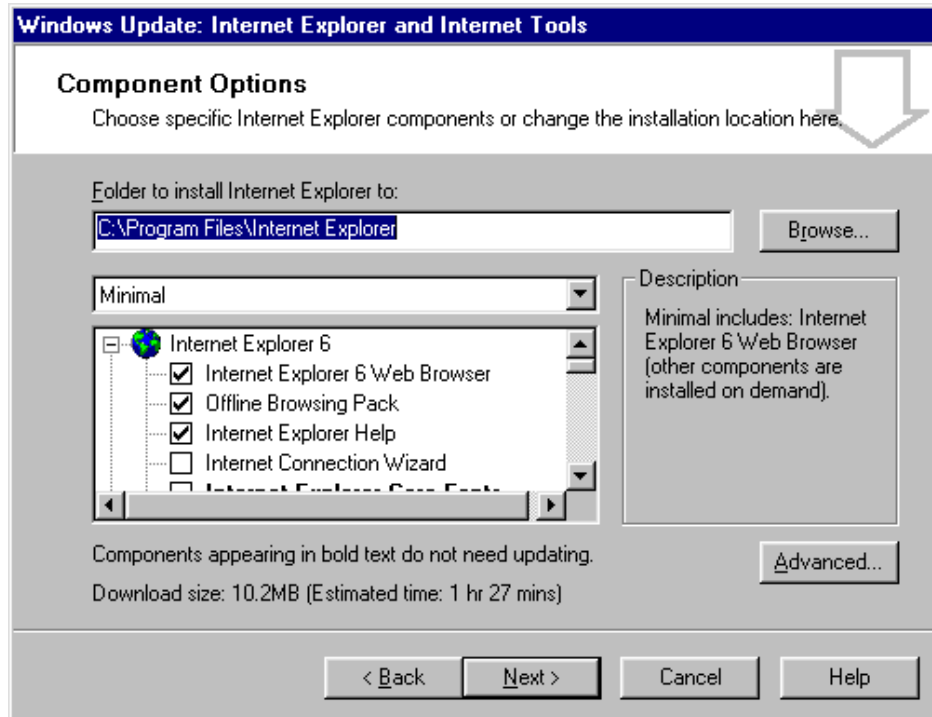 Windows Update: Internet Explorer and Internet Tools
Component Options
Choose specific Internet Explorer components or change the installation location here.
Folder to install Internet Explorer to:
C:\Program Files\Internet Explorer
Browse...
Minimal
Internet Explorer 6
Internet Explorer 6 Web Browser
Offline Browsing Pack
Internet Explorer Help
Internet Connection Wizard
Internet Explorer Core Fonts
Description
Minimal includes: Internet
Explorer 6 Web Browser
(other components are
installed on demand).
Components appearing in bold text do not need updating.
Advanced...
Download size: 10.2MB (Estimated time: 1 hr 27 mins)
< Back
Next >
Cancel
Help